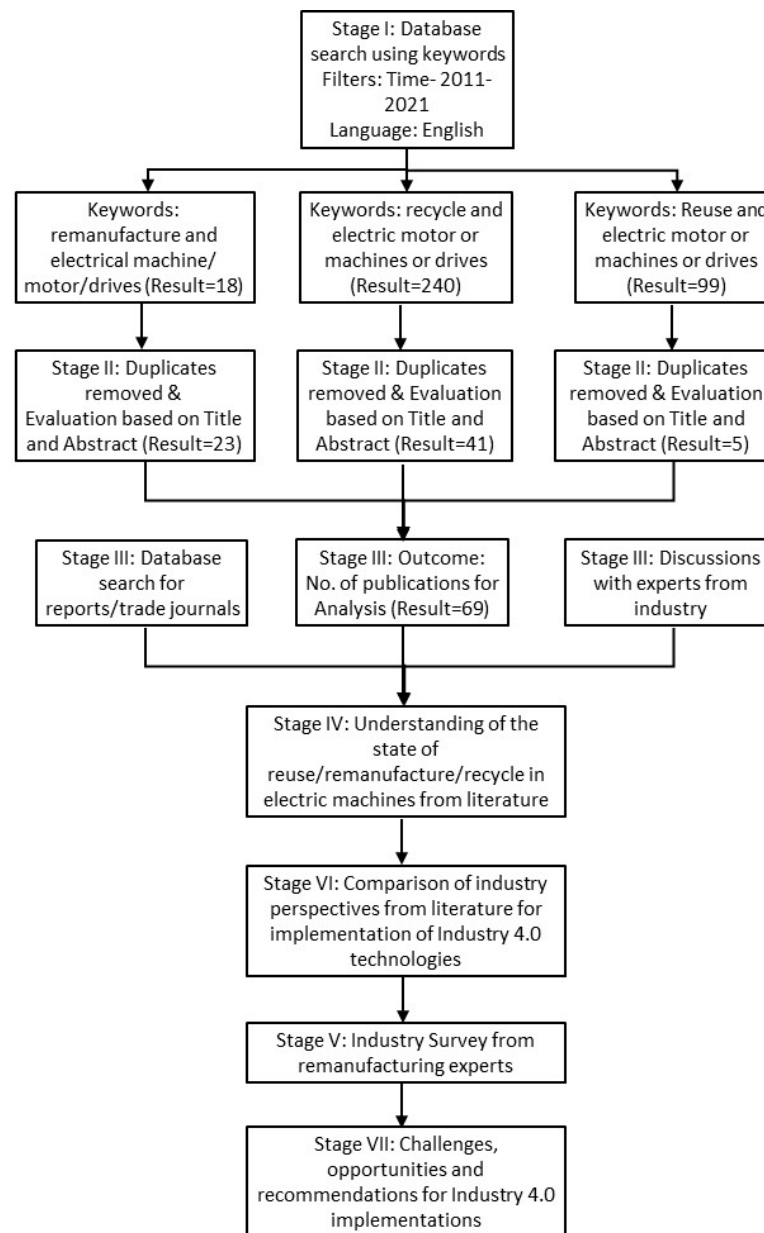 Stage I: Database
search using keywords
Filters: Time- 2011-
2021
Language: English
Keywords:
remanufacture and
electrical machine/
motor/drives (Result=18)
Keywords: recycle and
electric motor or
machines or drives
(Result=240)
Keywords: Reuse and
electric motor or
machines or drives
(Result=99)
Stage II: Duplicates
removed &
Evaluation based on Title
and Abstract (Result=23)
Stage II: Duplicates
removed & Evaluation
based on Title and
Abstract (Result=41)
Stage II: Duplicates
removed & Evaluation
based on Title and
Abstract (Result=5)
Stage III: Database
search for
reports/trade journals
Stage III: Outcome:
No. of publications for
Analysis (Result=69)
Stage III: Discussions
with experts from
industry
Stage IV: Understanding of the
state of
reuse/remanufacture/recycle in
electric machines from literature
Stage VI: Comparison of industry
perspectives from literature for
implementation of Industry 4.0
technologies
Stage V: Industry Survey from
remanufacturing experts
Stage VII: Challenges,
opportunities and
recommendations for Industry 4.0
implementations